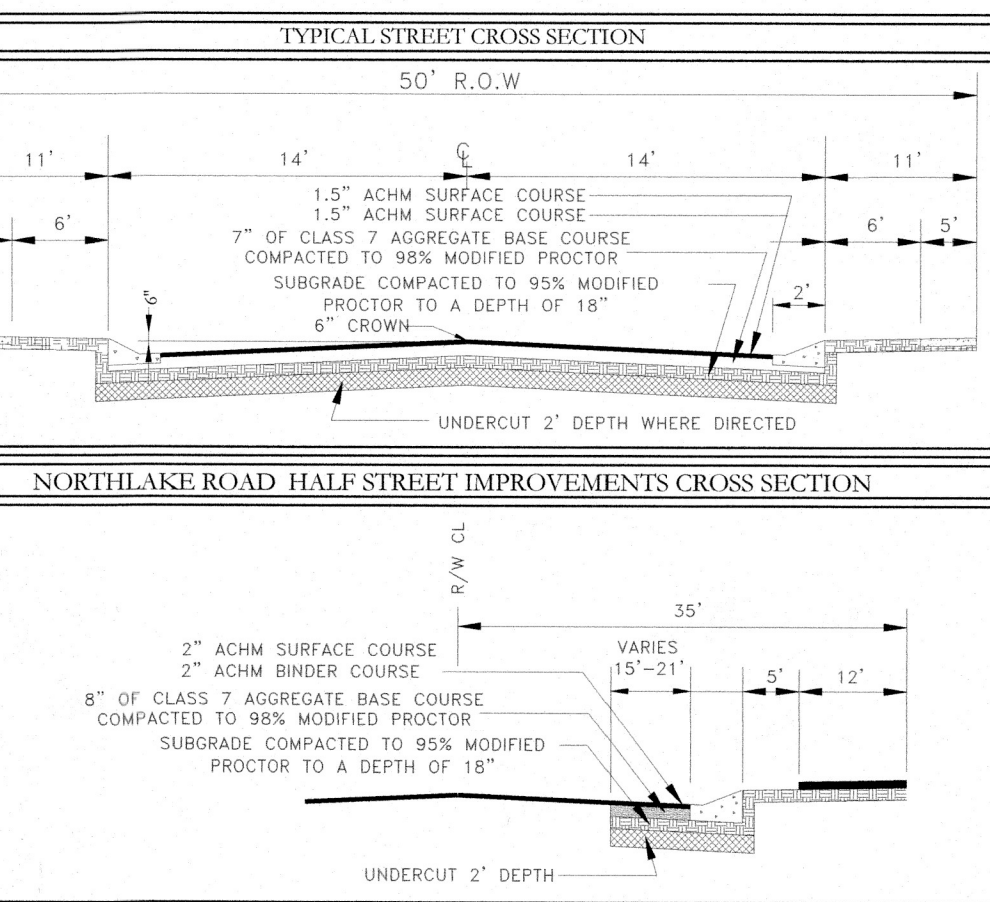 TYPICAL STREET CROSS SECTION
50' R.O.W
11' 14' ℄ 14' 11'
1.5" ACHM SURFACE COURSE
1.5" ACHM SURFACE COURSE
6' 7" OF CLASS 7 AGGREGATE BASE COURSE 6' 5'
COMPACTED TO 98% MODIFIED PROCTOR
SUBGRADE COMPACTED TO 95% MODIFIED
PROCTOR TO A DEPTH OF 18"
2'
6"
6" CROWN
UNDERCUT 2' DEPTH WHERE DIRECTED
NORTHLAKE ROAD HALF STREET IMPROVEMENTS CROSS SECTION
R/W CL
35'
2" ACHM SURFACE COURSE
2" ACHM BINDER COURSE
VARIES
15'-21'
5' 12'
8" OF CLASS 7 AGGREGATE BASE COURSE
COMPACTED TO 98% MODIFIED PROCTOR
SUBGRADE COMPACTED TO 95% MODIFIED
PROCTOR TO A DEPTH OF 18"
UNDERCUT 2' DEPTH